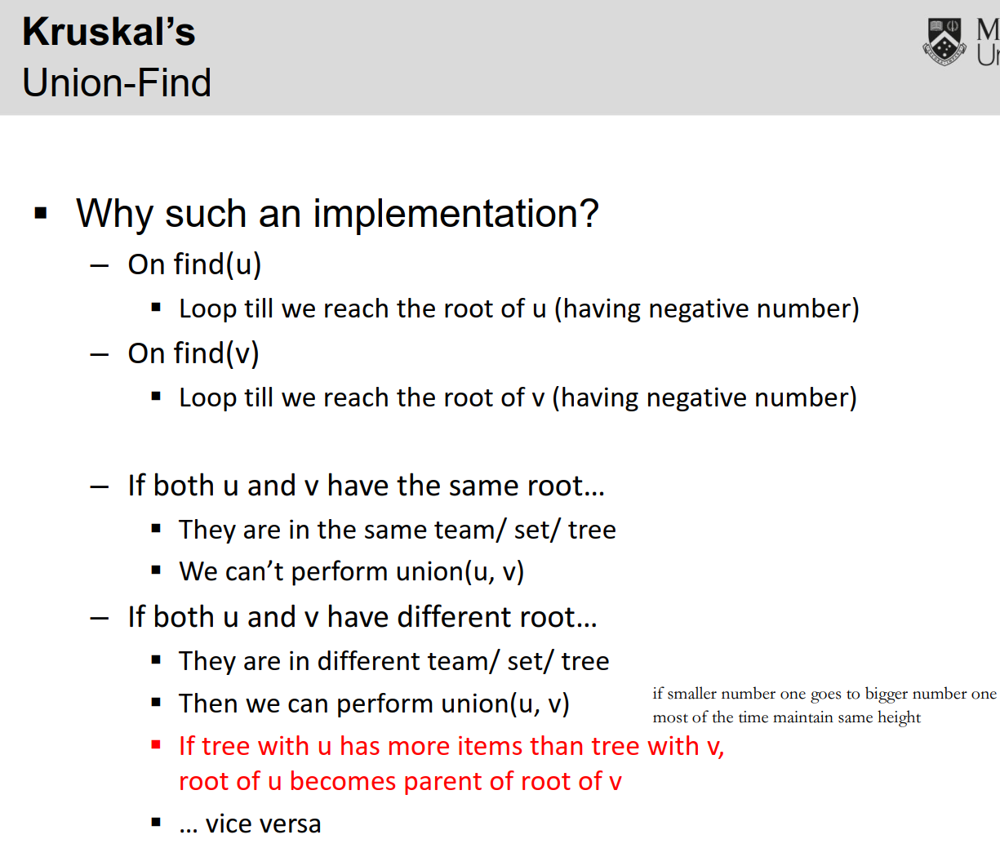 Kruskal’s
Union-Find
M
Un
▪ Why such an implementation?
– On find(u)
▪ Loop till we reach the root of u (having negative number)
– On find(v)
▪ Loop till we reach the root of v (having negative number)
– If both u and v have the same root…
▪ They are in the same team/ set/ tree
▪ We can’t perform union(u, v)
– If both u and v have different root…
▪ They are in different team/ set/ tree
▪ Then we can perform union(u, v)
if smaller number one goes to bigger number one
most of the time maintain same height
▪ If tree with u has more items than tree with v,
root of u becomes parent of root of v
▪ … vice versa